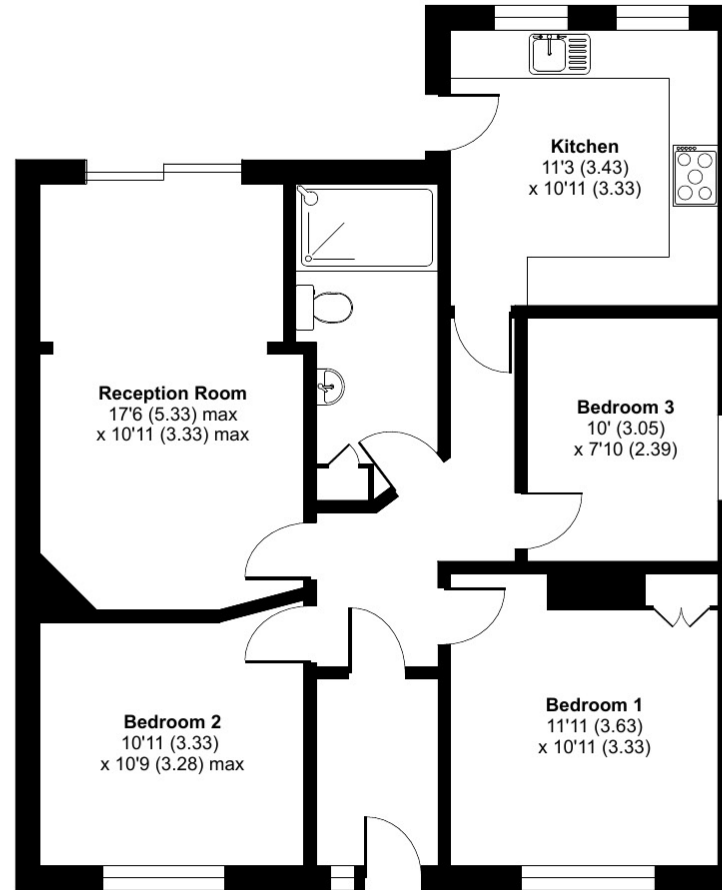 Kitchen
11'3 (3.43)
x 10'11 (3.33)
Reception Room
17'6 (5.33) max
x 10'11 (3.33) max
Bedroom 3
10' (3.05)
x 7'10 (2.39)
Bedroom 2
10'11 (3.33)
x 10'9 (3.28) max
Bedroom 1
11'11 (3.63)
x 10'11 (3.33)